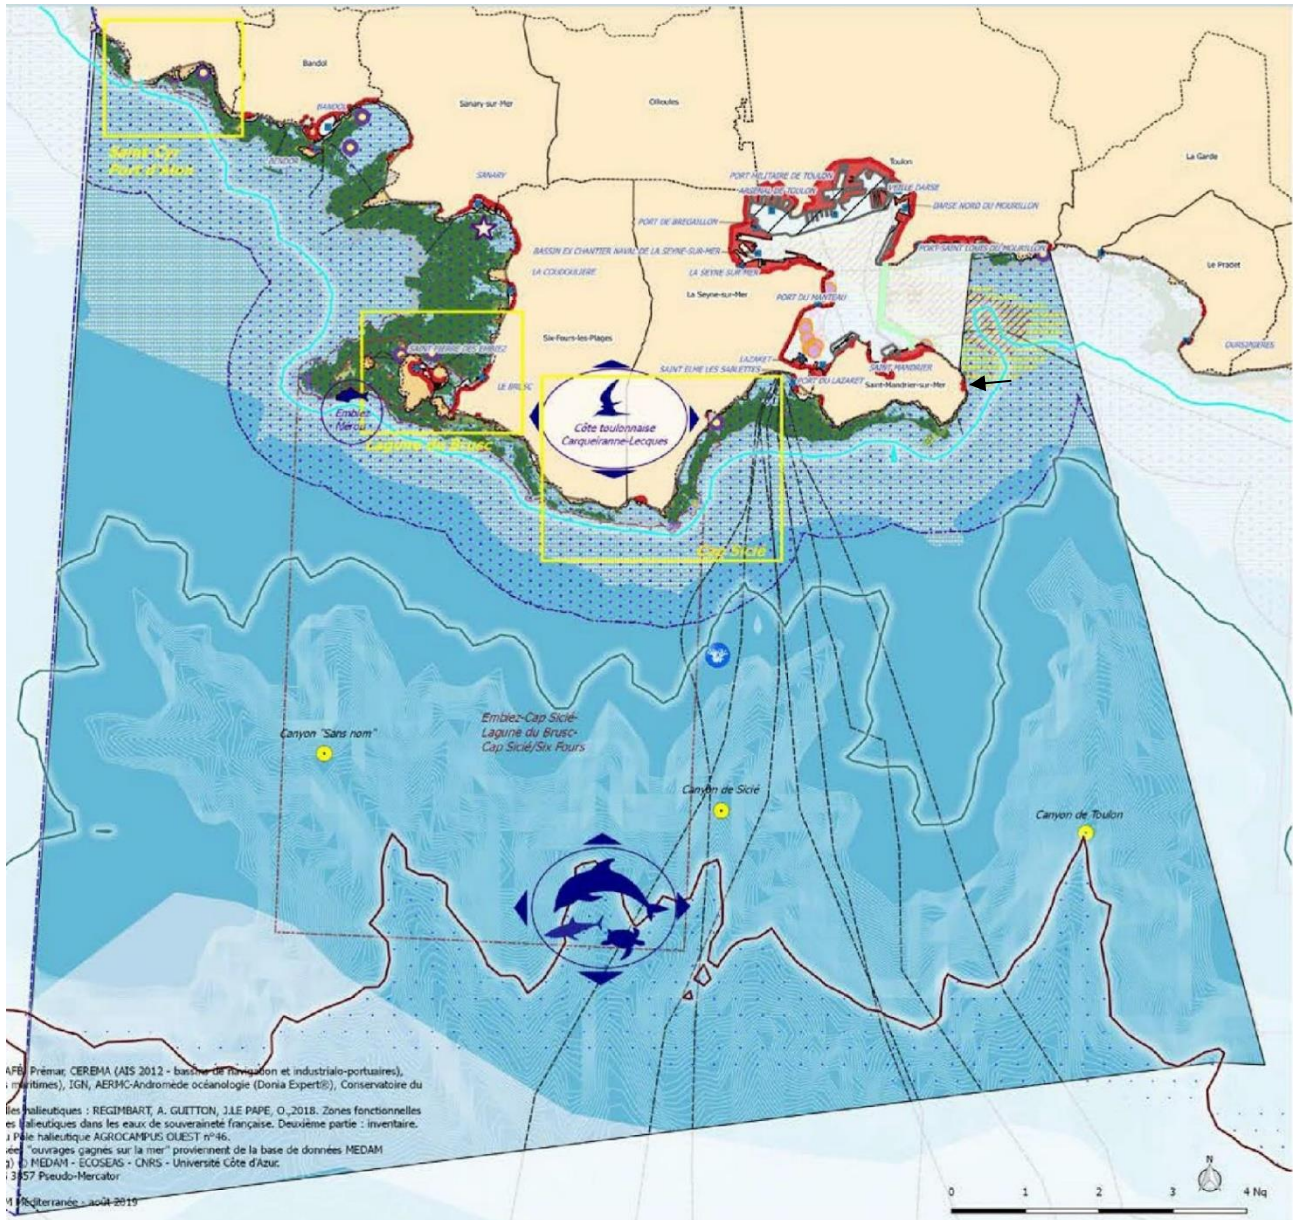 Bandol
Sanary-sur-Mer
Ollioules
Toulon
La Garde
BANDOL
Saint-Cyr
Port d'Alon
BENDOR
SANARY
PORT MILITAIRE DE TOULON
ARSENAL DE TOULON
VIEILLE DARSE
DARSE NORD DU MOURILLON
PORT DE BREGAILLON
PORT-SAINT LOUIS DU MOURILLON
BASSIN EX CHANTIER NAVAL DE LA SEYNE-SUR-MER
Le Pradet
LA COUDOULIERE
LA SEYNE SUR MER
La Seyne-sur-Mer
PORT DU MANTEAU
Six-Fours-les-Plages
SAINT PIERRE DES EMBIEZ
OURSINIERES
LAZARET
SAINT ELME LES SABLETTES
SAINT MANDRIER
PORT DU LAZARET
Saint-Mandrier-sur-Mer
LE BRUSC
Embiez
Mérou
Côte toulonnaise
Carqueiranne-Lecques
Lagune du Brusc
Cap Sicié
Embiez-Cap Sicié-
Lagune du Brusc-
Cap Sicié/Six Fours
Canyon "Sans nom"
Canyon de Sicié
Canyon de Toulon
AFB, Prémar, CEREMA (AIS 2012 - bassins de navigation et industrialo-portuaires),
maritimes), IGN, AERMC-Andromède océanologie (Donia Expert®), Conservatoire du
les halieutiques : REGIMBART, A. GUITTON, J.LE PAPE, O.,2018. Zones fonctionnelles
es halieutiques dans les eaux de souveraineté française. Deuxième partie : inventaire.
u Pôle halieutique AGROCAMPUS OUEST n°46.
"ouvrages gagnés sur la mer" proviennent de la base de données MEDAM
© MEDAM - ECOSEAS - CNRS - Université Côte d'Azur.
3857 Pseudo-Mercator
M Méditerranée - août 2019
N
0 1 2 3 4 Nq